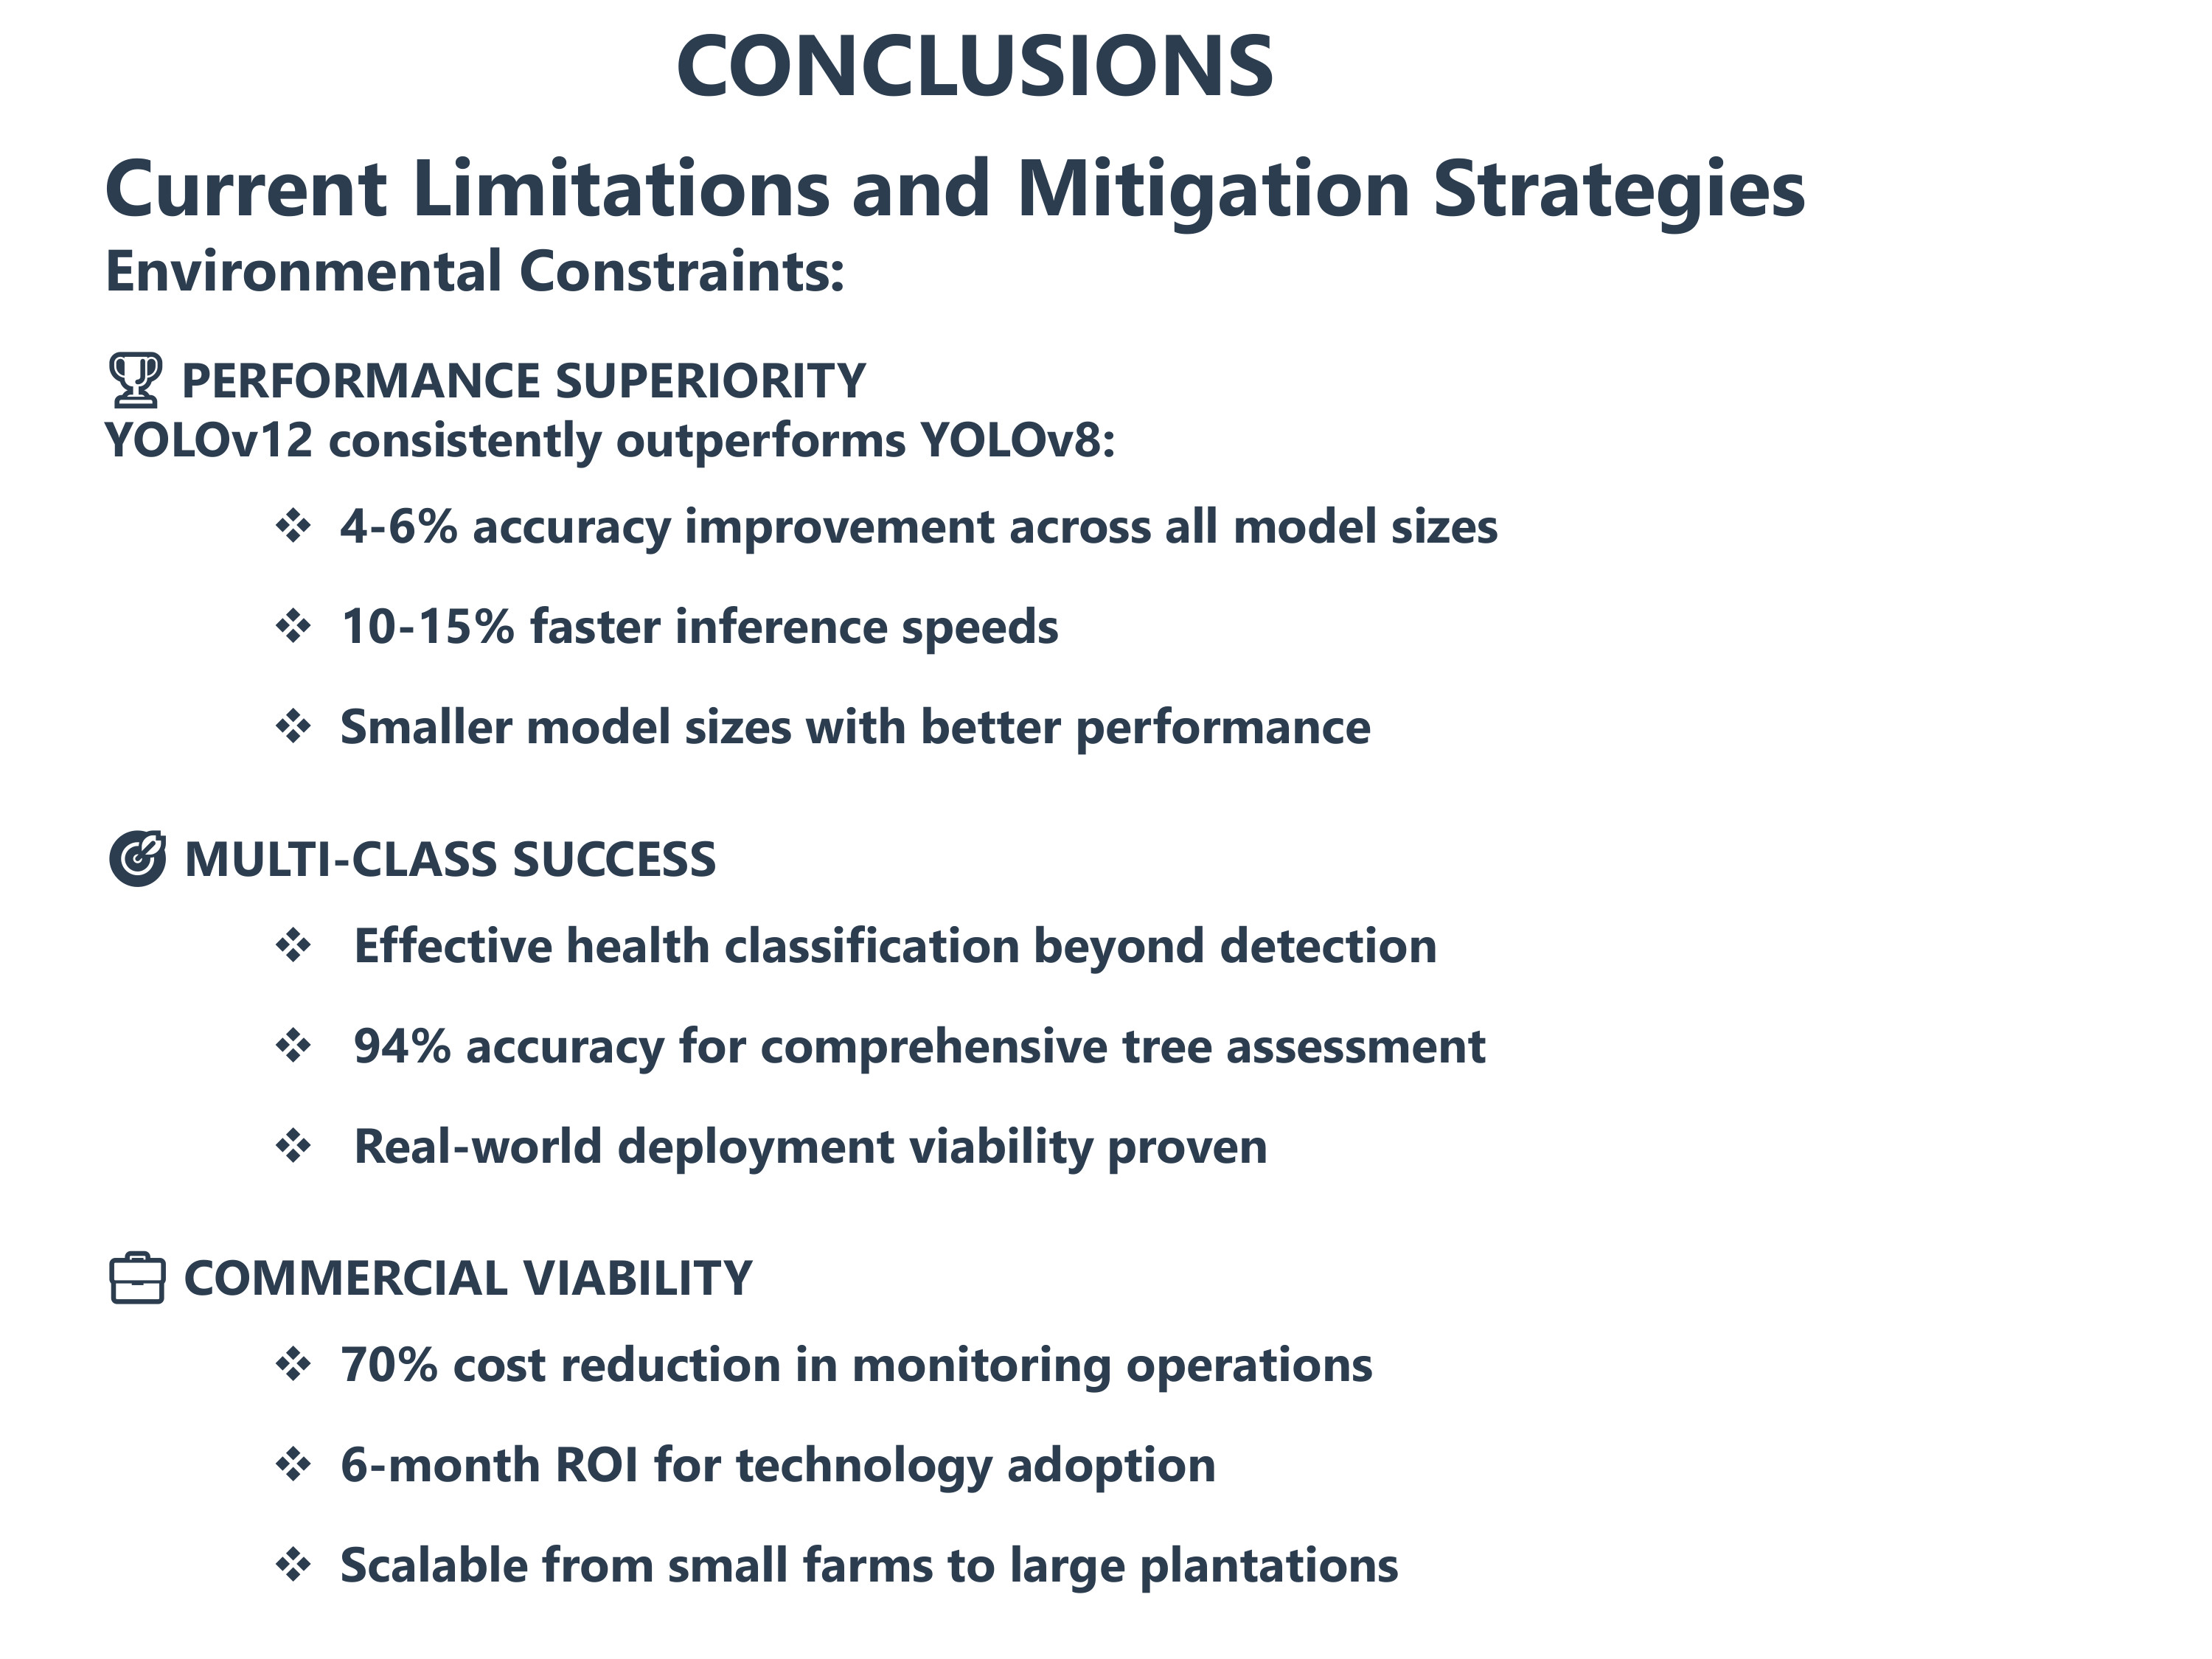 CONCLUSIONS
Current Limitations and Mitigation Strategies
Environmental Constraints:
🏆 PERFORMANCE SUPERIORITY
YOLOv12 consistently outperforms YOLOv8:
❖ 4-6% accuracy improvement across all model sizes
❖ 10-15% faster inference speeds
❖ Smaller model sizes with better performance
🎯 MULTI-CLASS SUCCESS
❖ Effective health classification beyond detection
❖ 94% accuracy for comprehensive tree assessment
❖ Real-world deployment viability proven
💼 COMMERCIAL VIABILITY
❖ 70% cost reduction in monitoring operations
❖ 6-month ROI for technology adoption
❖ Scalable from small farms to large plantations